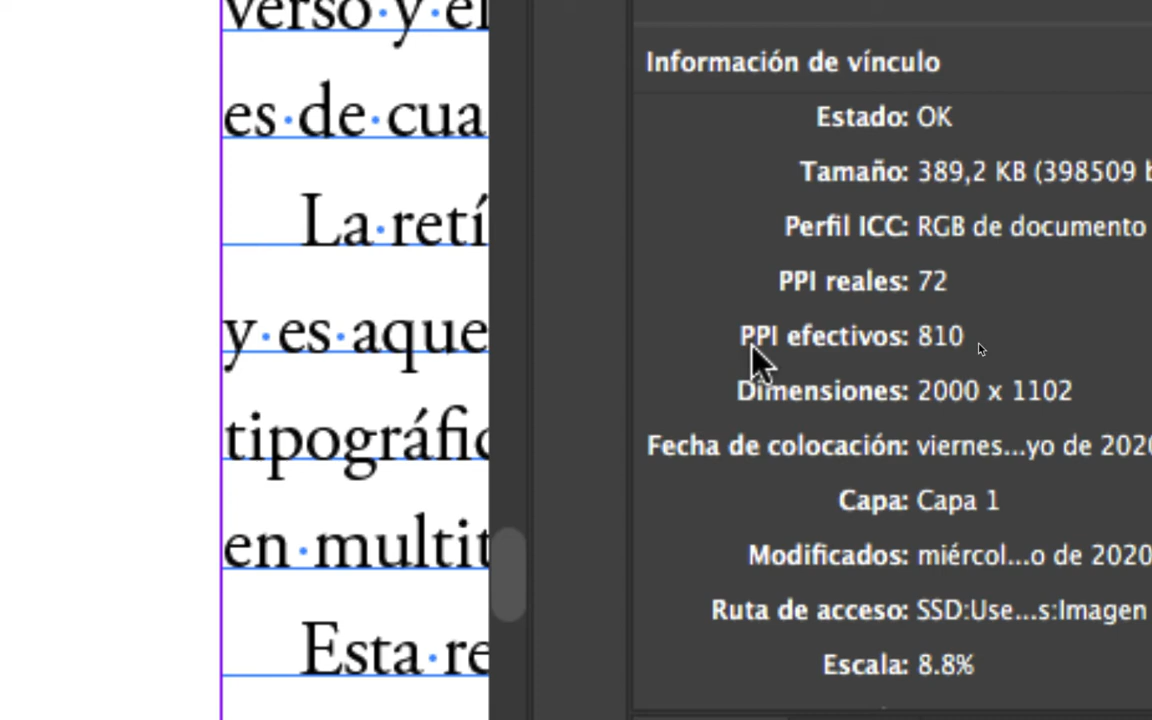 verso y el
es de cua
La retí
y es aque
tipográfic
en multit
Esta re
Información de vínculo
Estado: OK
Tamaño: 389,2 KB (398509 b
Perfil ICC: RGB de documento
PPI reales: 72
PPI efectivos: 810
Dimensiones: 2000 x 1102
Fecha de colocación: viernes...yo de 2020
Capa: Capa 1
Modificados: miércol...o de 2020
Ruta de acceso: SSD:Use...s:Imagen
Escala: 8.8%